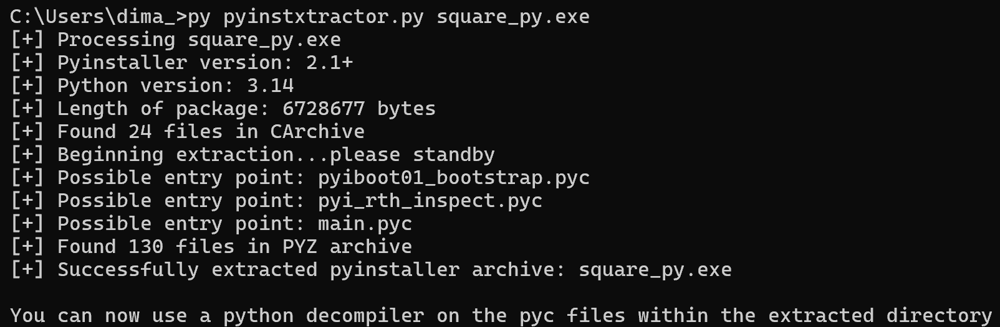 C:\Users\dima_>py pyinstxtractor.py square_py.exe
[+] Processing square_py.exe
[+] Pyinstaller version: 2.1+
[+] Python version: 3.14
[+] Length of package: 6728677 bytes
[+] Found 24 files in CArchive
[+] Beginning extraction...please standby
[+] Possible entry point: pyiboot01_bootstrap.pyc
[+] Possible entry point: pyi_rth_inspect.pyc
[+] Possible entry point: main.pyc
[+] Found 130 files in PYZ archive
[+] Successfully extracted pyinstaller archive: square_py.exe
You can now use a python decompiler on the pyc files within the extracted directory